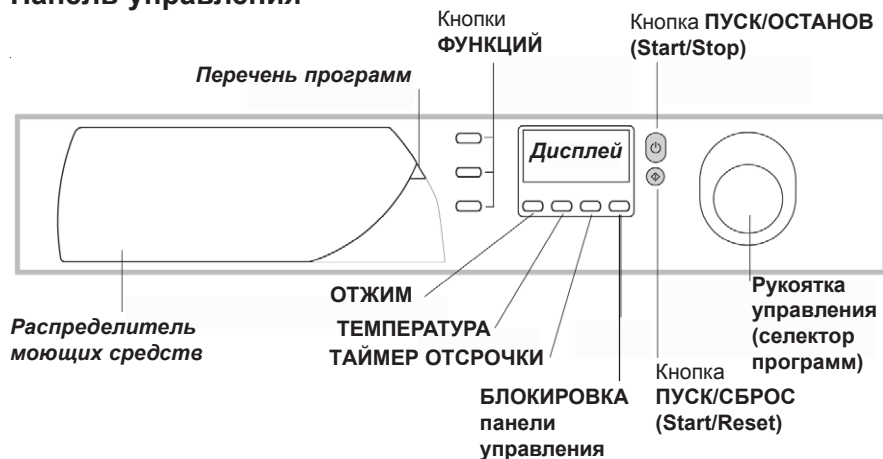 Панель управления
Кнопки
ФУНКЦИЙ
Кнопка ПУСК/ОСТАНОВ
(Start/Stop)
Перечень программ
Дисплей
ОТЖИМ
ТЕМПЕРАТУРА
ТАЙМЕР ОТСРОЧКИ
БЛОКИРОВКА
панели
управления
Распределитель
моющих средств
Кнопка
ПУСК/СБРОС
(Start/Reset)
Рукоятка
управления
(селектор
программ)